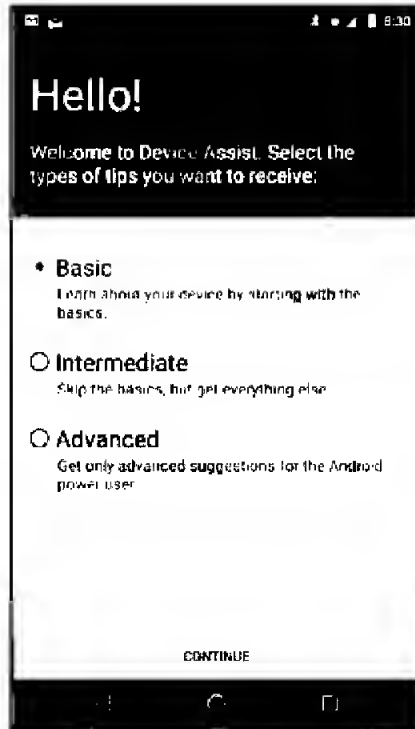 8:30
Hello!
Welcome to Device Assist. Select the
types of tips you want to receive:
Basic
Learn about your device by starting with the
basics.
Intermediate
Skip the basics, but get everything else
Advanced
Get only advanced suggestions for the Android
power user
CONTINUE